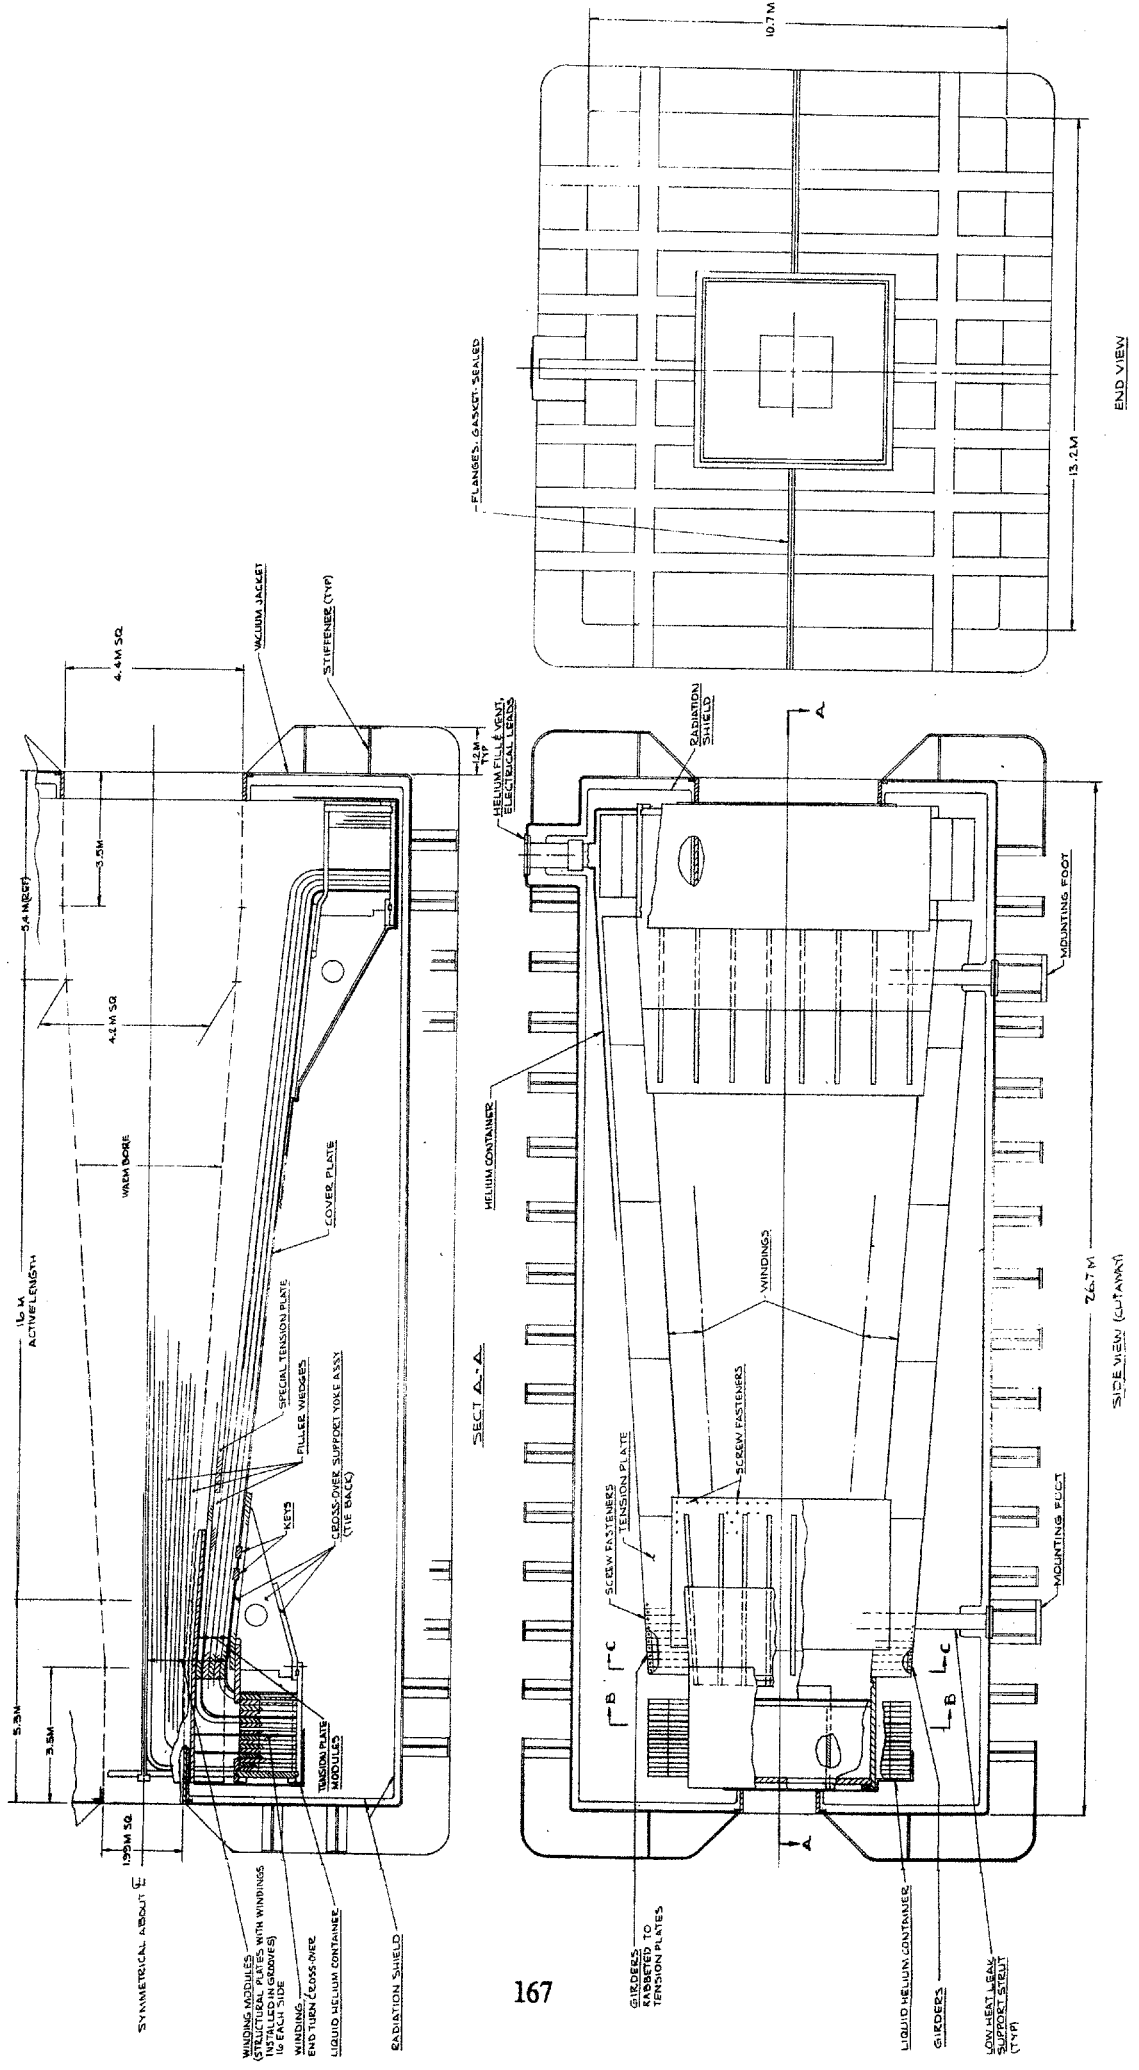 5.4 M (REF)
16 M
ACTIVE LENGTH
5.3M
3.5M
3.5M
4.4M SQ
4.2 M SQ
1.99M SQ
WARM BORE
SYMMETRICAL ABOUT ℄
VACUUM JACKET
STIFFENER (TYP)
1.2M
TYP
COVER PLATE
SPECIAL TENSION PLATE
FILLER WEDGES
KEYS
CROSS-OVER SUPPORT YOKE ASSY
(TIE BACK)
TENSION PLATE
MODULES
WINDING MODULES
(STRUCTURAL PLATES WITH WINDINGS
INSTALLED IN GROOVES)
16 EACH SIDE
WINDING
END TURN CROSS-OVER
LIQUID HELIUM CONTAINER
RADIATION SHIELD
SECT A-A
HELIUM FILL & VENT,
ELECTRICAL LEADS
RADIATION
SHIELD
A
HELIUM CONTAINER
WINDINGS
MOUNTING FOOT
SCREW FASTENERS
SCREW FASTENERS
TENSION PLATE
MOUNTING FOOT
C
B
C
B
A
GIRDERS
RABBETED TO
TENSION PLATES
LIQUID HELIUM CONTAINER
GIRDERS
LOW HEAT LEAK
SUPPORT STRUT
(TYP)
26.7 M
SIDE VIEW (CUTAWAY)
FLANGES, GASKET-SEALED
10.7 M
13.2M
END VIEW
167